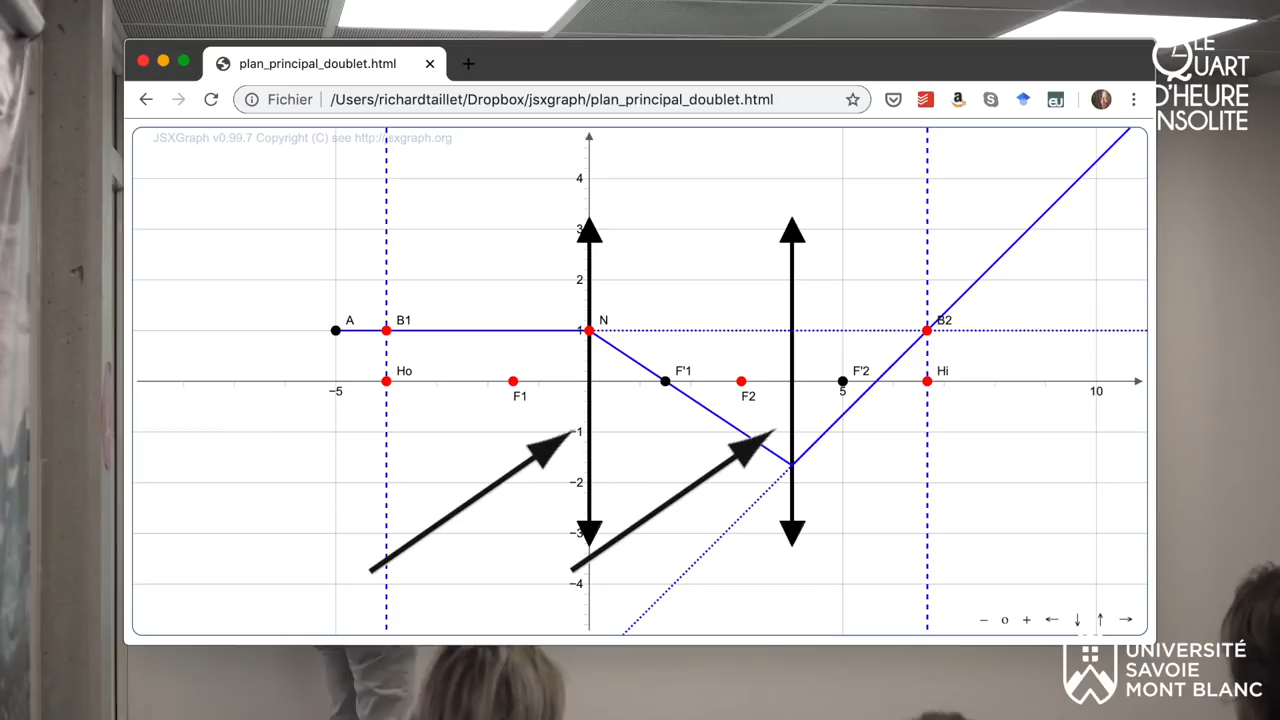 plan_principal_doublet.html
Fichier
/Users/richardtaillet/Dropbox/jsxgraph/plan_principal_doublet.html
eu
LE
QUART
D'HEURE
INSOLITE
JSXGraph v0.99.7 Copyright (C) see http://jsxgraph.org
4
3
2
A
B1
1
N
B2
Ho
F'1
F'2
Hi
−5
F1
F2
5
10
−1
−2
−3
−4
− o + ← ↓ ↑ →
UNIVERSITÉ
SAVOIE
MONT BLANC